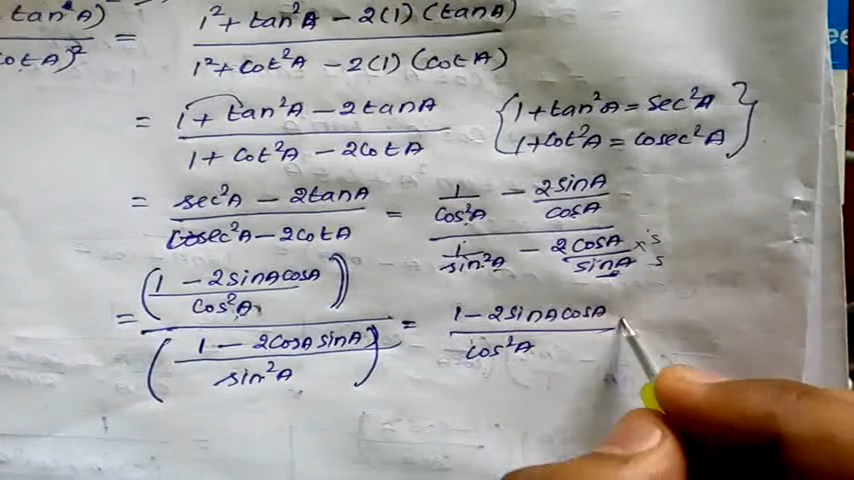 tan²A) = 1² + tan²A - 2(1)(tanA)
cotA)² 1² + cot²A - 2(1)(cotA)
= 1 + tan²A - 2tanA {1 + tan²A = sec²A}
1 + cot²A - 2cotA {1 + cot²A = cosec²A}
= sec²A - 2tanA = 1/cos²A - 2sinA/cosA
cosec²A - 2cotA 1/sin²A - 2cosA/sinA × s/s
= (1 - 2sinAcosA / cos²A) = 1 - 2sinAcosA
(1 - 2cosAsinA / sin²A) cos²A